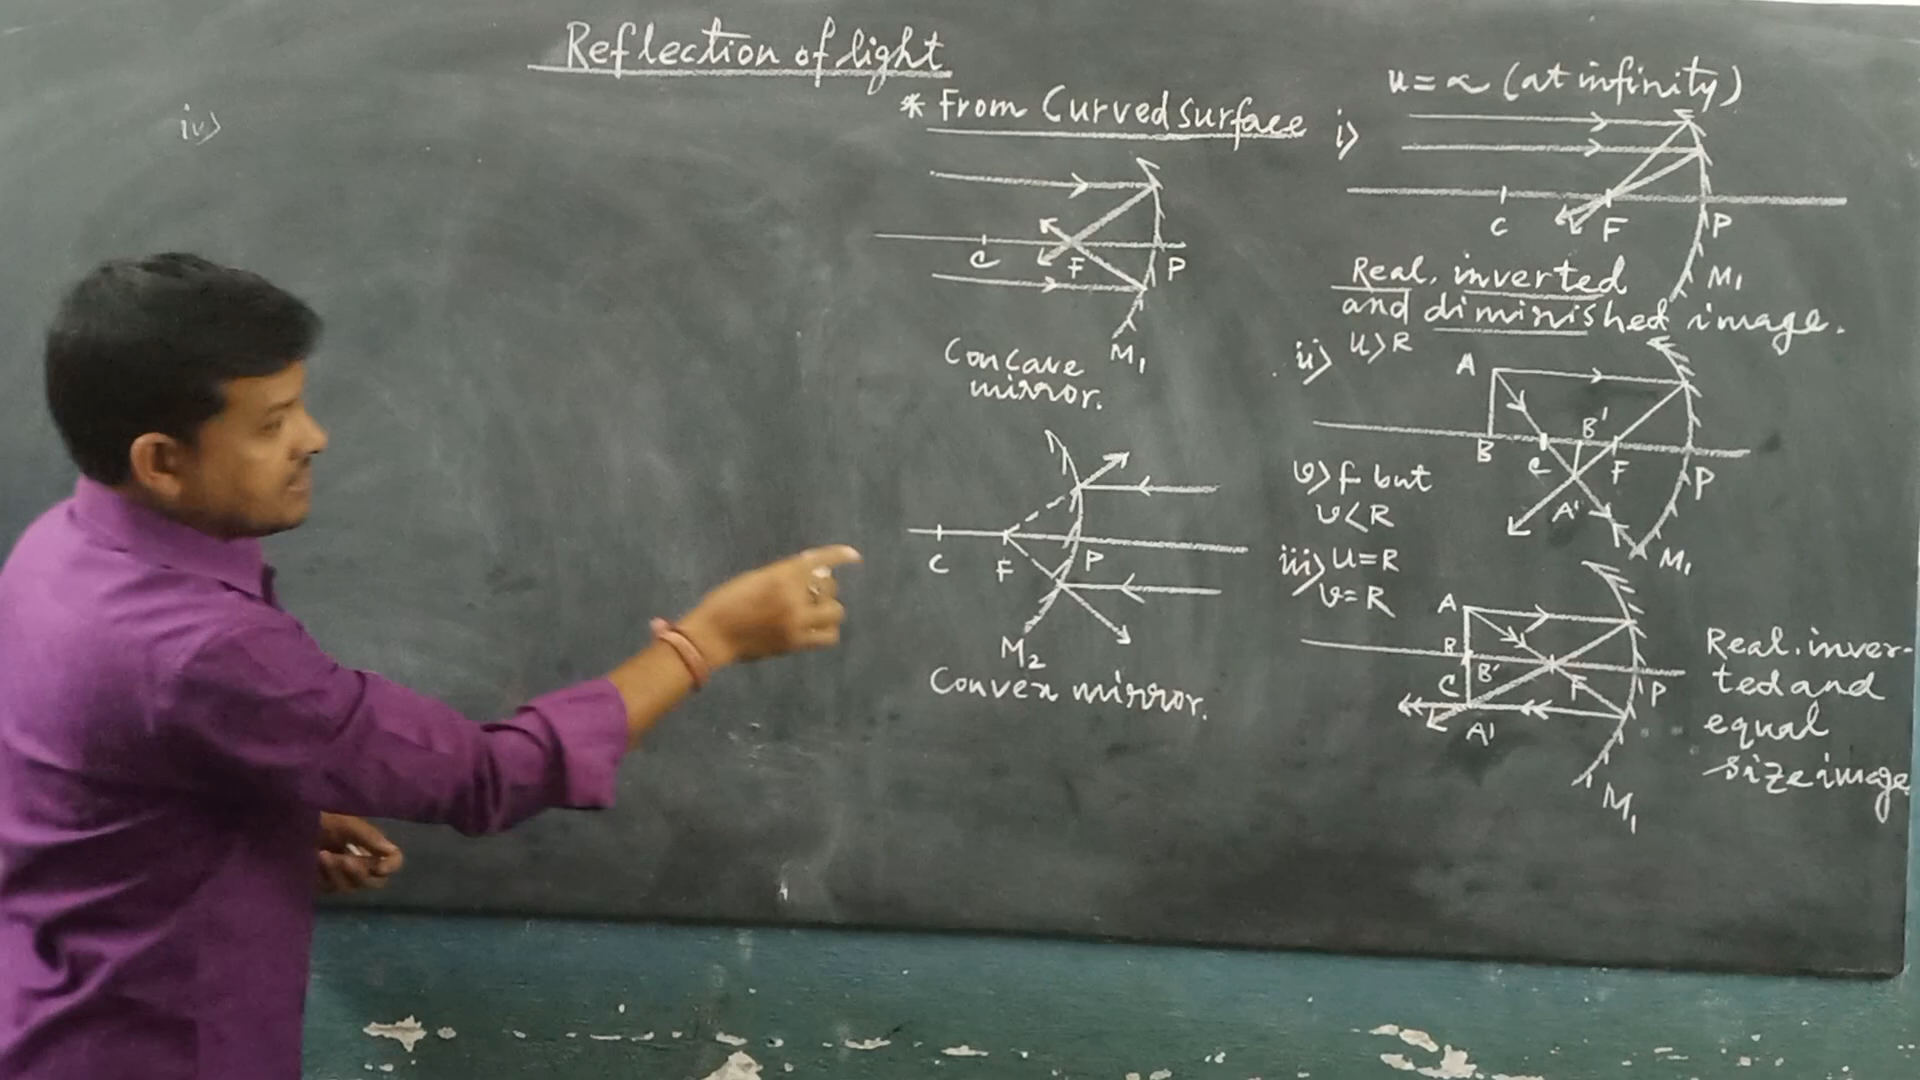 Reflection of light
* From Curved surface
iv)
C F P
M1
Concave
mirror.
C F P
M2
Convex mirror.
u = ∝ (at infinity)
i)
C F P
M1
Real, inverted
and diminished image.
ii) u>R
A
B C B' F P
A'
M1
v>f but
v<R
iii) u=R
v=R
A
B
C B' F P
A'
M1
Real, inver-
ted and
equal
size image